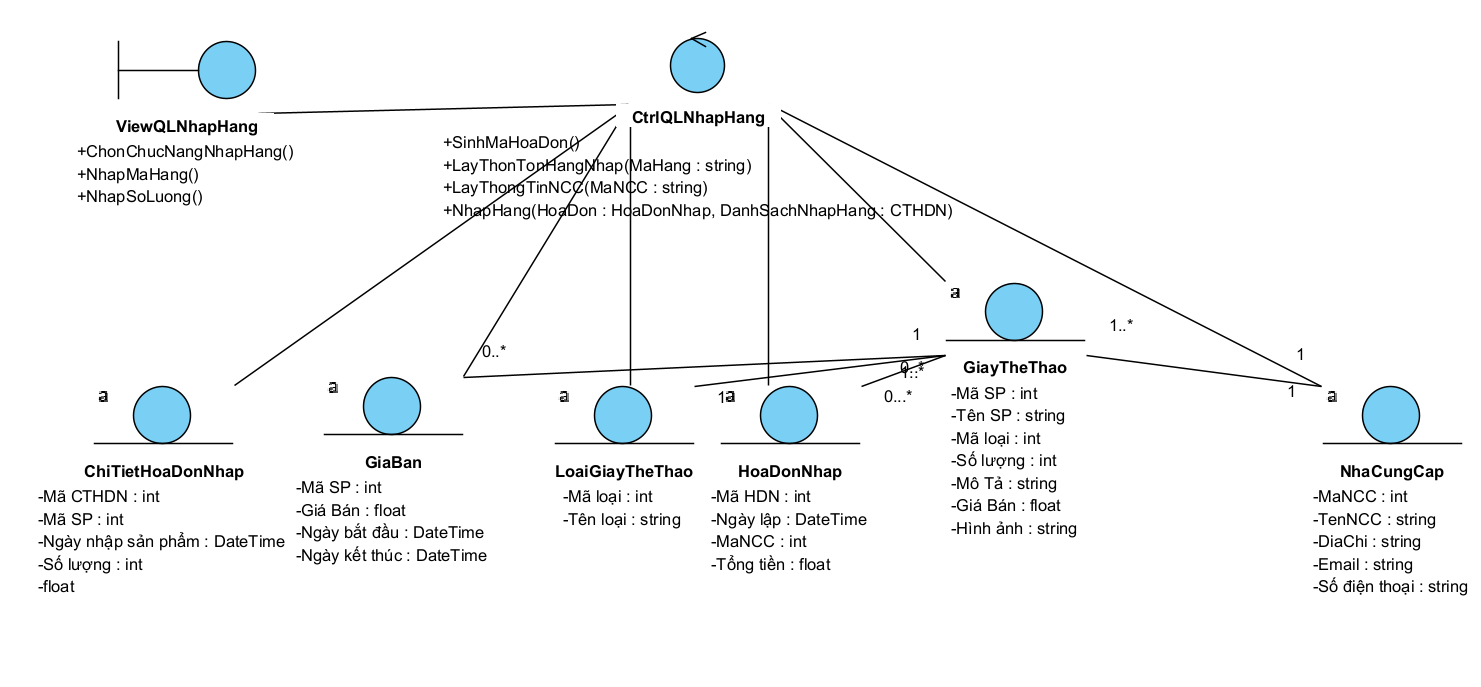 ViewQLNhapHang
+ChonChucNangNhapHang()
+NhapMaHang()
+NhapSoLuong()
CtrlQLNhapHang
+SinhMaHoaDon()
+LayThonTonHangNhap(MaHang : string)
+LayThongTinNCC(MaNCC : string)
+NhapHang(HoaDon : HoaDonNhap, DanhSachNhapHang : CTHDN)
0..*
1
1..*
1
0...*
1
1
a
ChiTietHoaDonNhap
-Mã CTHDN : int
-Mã SP : int
-Ngày nhập sản phẩm : DateTime
-Số lượng : int
-float
a
GiaBan
-Mã SP : int
-Giá Bán : float
-Ngày bắt đầu : DateTime
-Ngày kết thúc : DateTime
a
LoaiGiayTheThao
-Mã loại : int
-Tên loại : string
a
HoaDonNhap
-Mã HDN : int
-Ngày lập : DateTime
-MaNCC : int
-Tổng tiền : float
a
GiayTheThao
-Mã SP : int
-Tên SP : string
-Mã loại : int
-Số lượng : int
-Mô Tả : string
-Giá Bán : float
-Hình ảnh : string
a
NhaCungCap
-MaNCC : int
-TenNCC : string
-DiaChi : string
-Email : string
-Số điện thoại : string